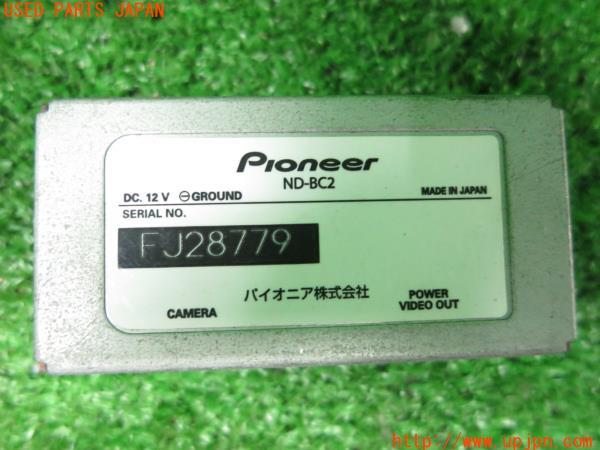 USED PARTS JAPAN
Pioneer
ND-BC2
DC. 12 V ⊖GROUND
MADE IN JAPAN
SERIAL NO.
FJ28779
パイオニア株式会社
CAMERA
POWER
VIDEO OUT
http://www.upjpn.com/